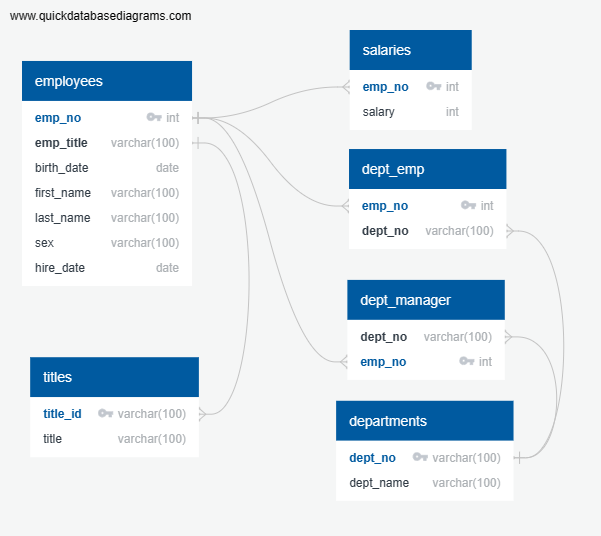 www.quickdatabasediagrams.com
employees
emp_no int
emp_title varchar(100)
birth_date date
first_name varchar(100)
last_name varchar(100)
sex varchar(100)
hire_date date
titles
title_id varchar(100)
title varchar(100)
salaries
emp_no int
salary int
dept_emp
emp_no int
dept_no varchar(100)
dept_manager
dept_no varchar(100)
emp_no int
departments
dept_no varchar(100)
dept_name varchar(100)